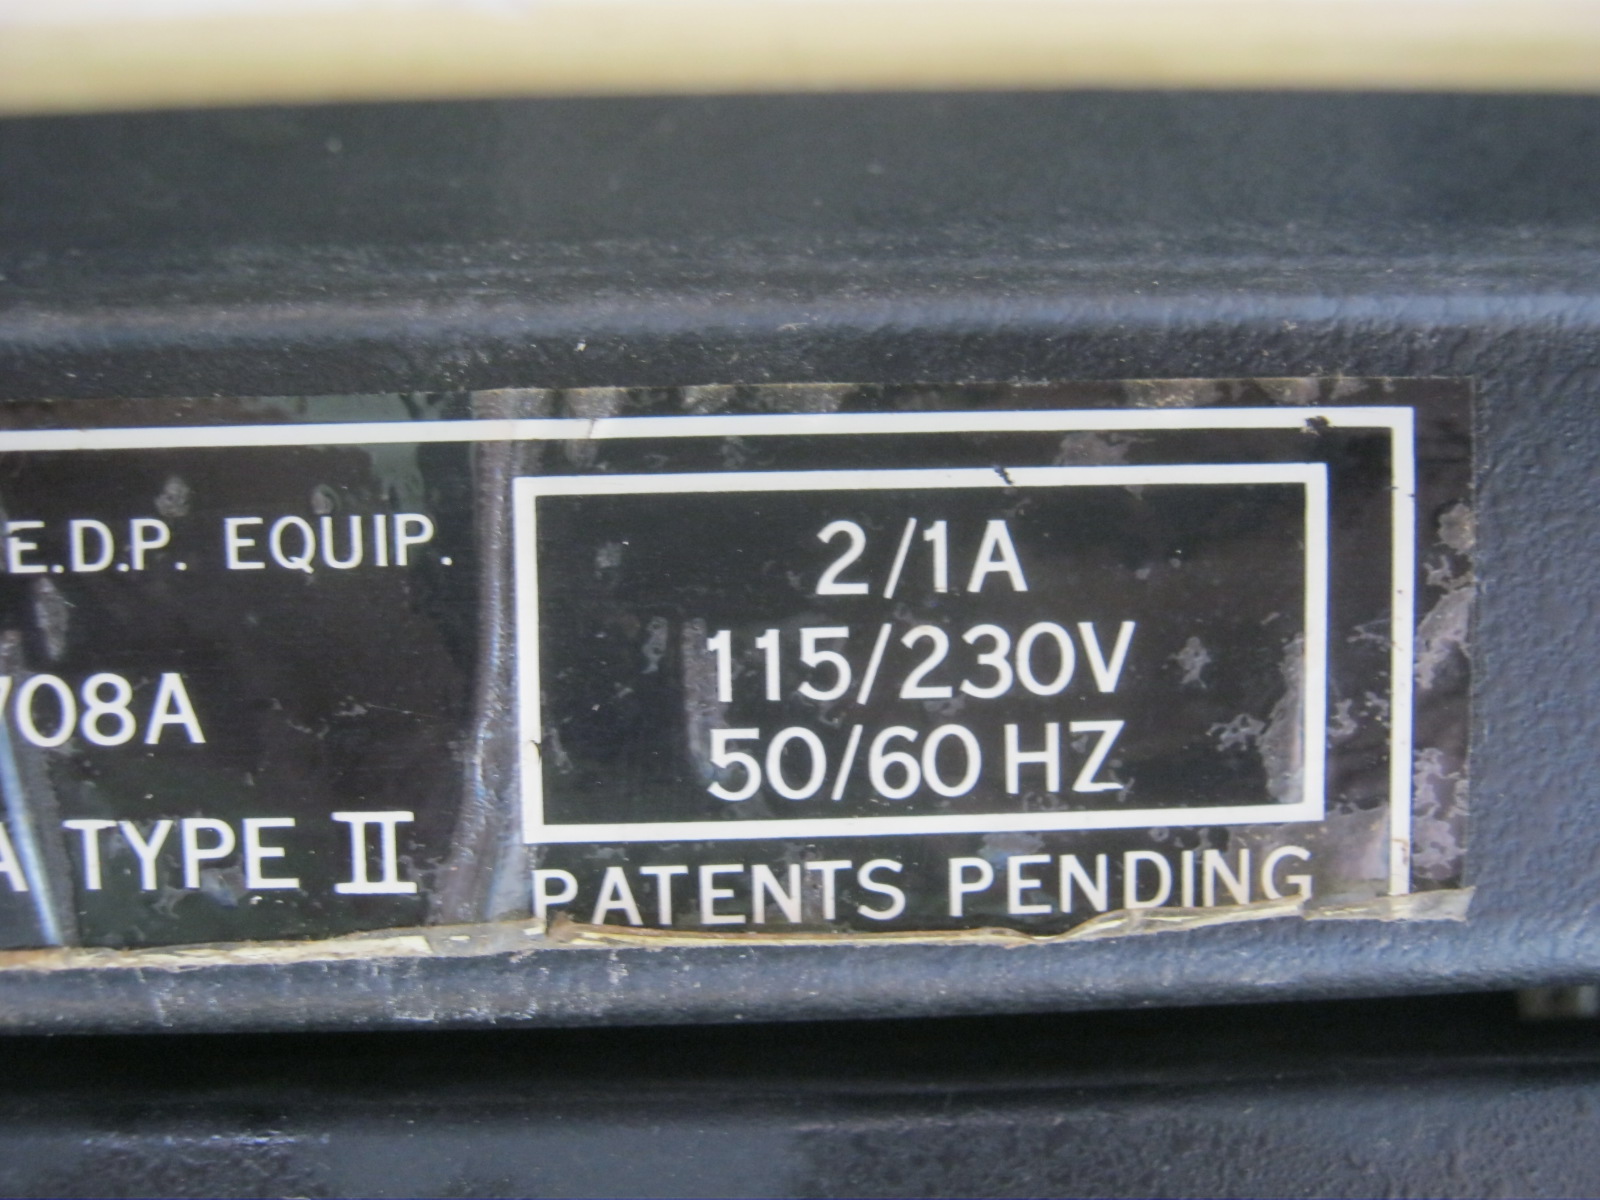 E.D.P. EQUIP.
708A
A TYPE II
2/1A
115/230V
50/60 HZ
PATENTS PENDING